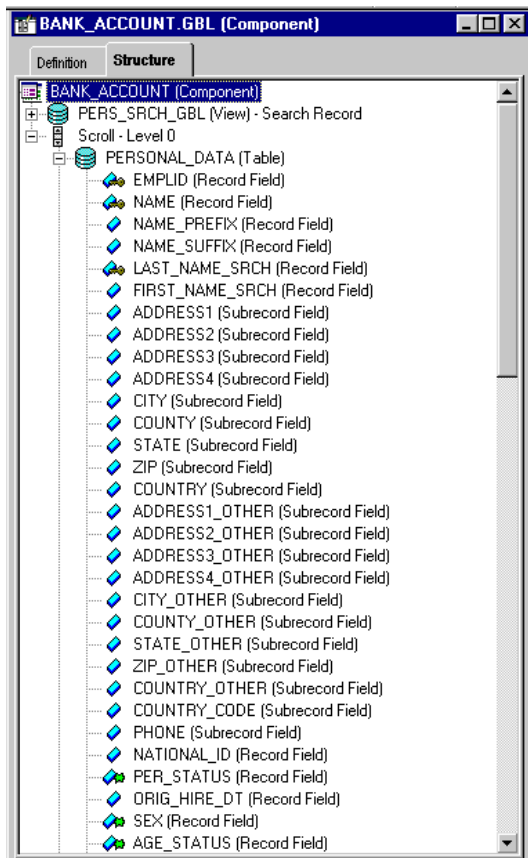 BANK_ACCOUNT.GBL (Component)
Definition Structure
BANK_ACCOUNT (Component)
PERS_SRCH_GBL (View) - Search Record
Scroll - Level 0
PERSONAL_DATA (Table)
EMPLID (Record Field)
NAME (Record Field)
NAME_PREFIX (Record Field)
NAME_SUFFIX (Record Field)
LAST_NAME_SRCH (Record Field)
FIRST_NAME_SRCH (Record Field)
ADDRESS1 (Subrecord Field)
ADDRESS2 (Subrecord Field)
ADDRESS3 (Subrecord Field)
ADDRESS4 (Subrecord Field)
CITY (Subrecord Field)
COUNTY (Subrecord Field)
STATE (Subrecord Field)
ZIP (Subrecord Field)
COUNTRY (Subrecord Field)
ADDRESS1_OTHER (Subrecord Field)
ADDRESS2_OTHER (Subrecord Field)
ADDRESS3_OTHER (Subrecord Field)
ADDRESS4_OTHER (Subrecord Field)
CITY_OTHER (Subrecord Field)
COUNTY_OTHER (Subrecord Field)
STATE_OTHER (Subrecord Field)
ZIP_OTHER (Subrecord Field)
COUNTRY_OTHER (Subrecord Field)
COUNTRY_CODE (Subrecord Field)
PHONE (Subrecord Field)
NATIONAL_ID (Record Field)
PER_STATUS (Record Field)
ORIG_HIRE_DT (Record Field)
SEX (Record Field)
AGE_STATUS (Record Field)